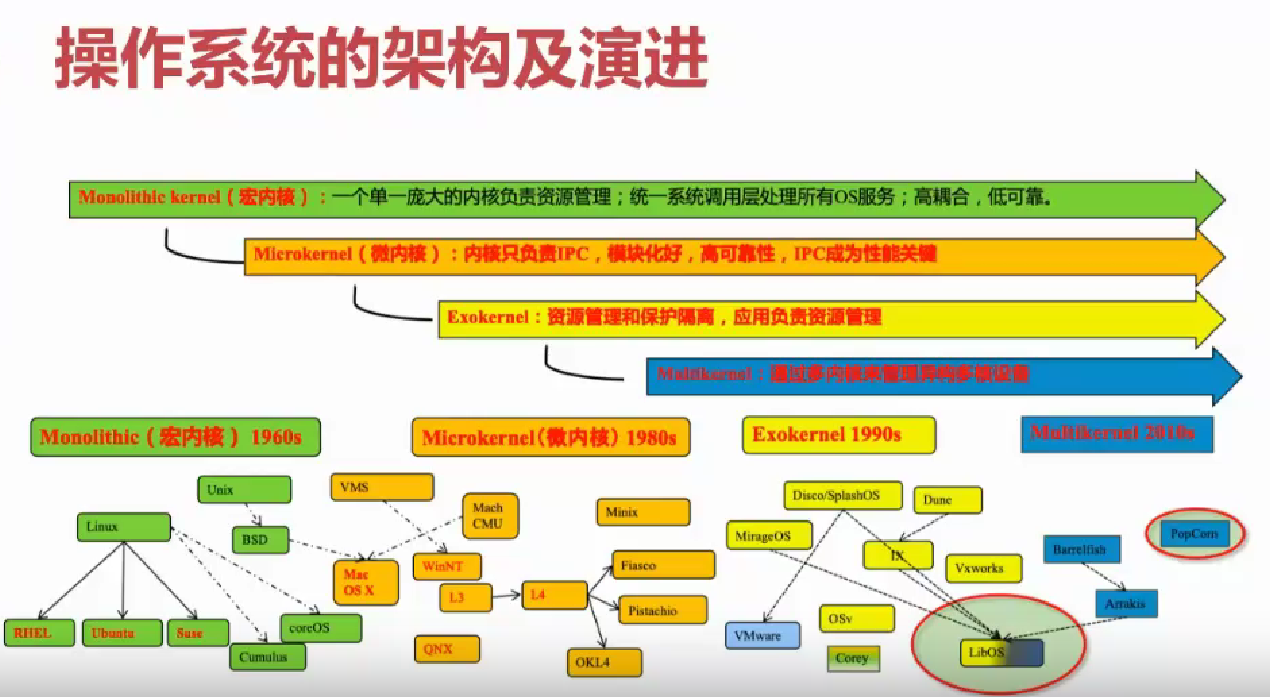 操作系统的架构及演进
Monolithic kernel（宏内核）：一个单一庞大的内核负责资源管理；统一系统调用层处理所有OS服务；高耦合，低可靠。
Microkernel（微内核）：内核只负责IPC，模块化好，高可靠性，IPC成为性能关键
Exokernel：资源管理和保护隔离，应用负责资源管理
Multikernel：通过多内核来管理异构多核设备
Monolithic（宏内核）1960s
Microkernel（微内核）1980s
Exokernel 1990s
Multikernel 2010s
Unix
Linux
BSD
RHEL
Ubuntu
Suse
coreOS
Cumulus
VMS
Mach
CMU
Mac
OS X
WinNT
L3
L4
QNX
Minix
Fiasco
Pistachio
OKL4
Disco/SplashOS
Dune
MirageOS
IX
Vxworks
OSv
VMware
Corey
LibOS
Barrelfish
Arrakis
PopCorn